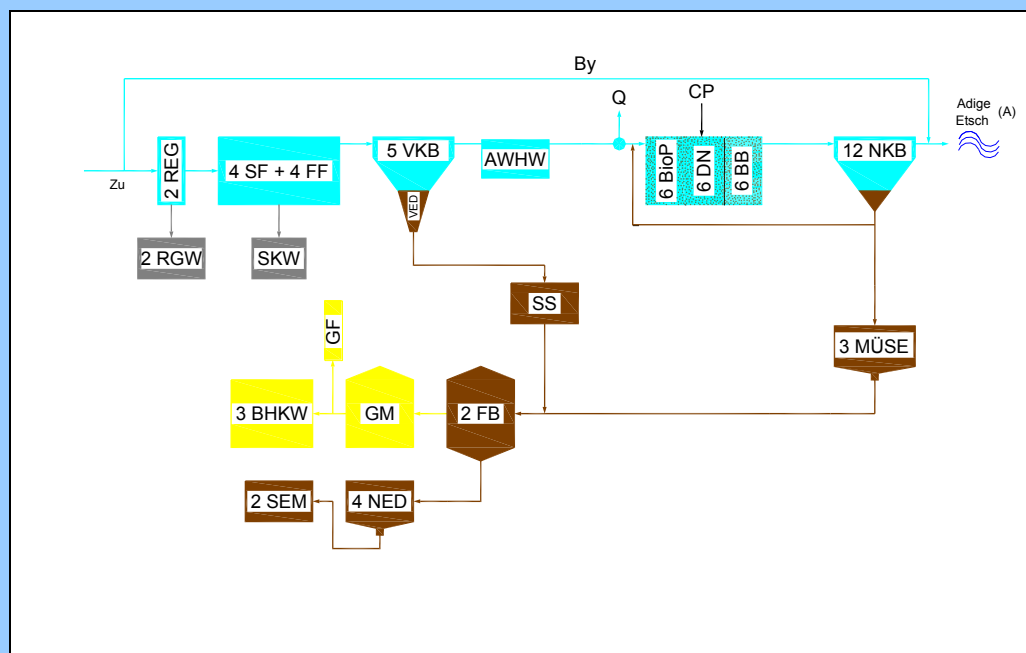 By
Q
CP
Adige
Etsch (A)
Zu
2 REG
4 SF + 4 FF
5 VKB
VED
AWHW
6 BioP
6 DN
6 BB
12 NKB
2 RGW
SKW
SS
3 MÜSE
GF
3 BHKW
GM
2 FB
2 SEM
4 NED